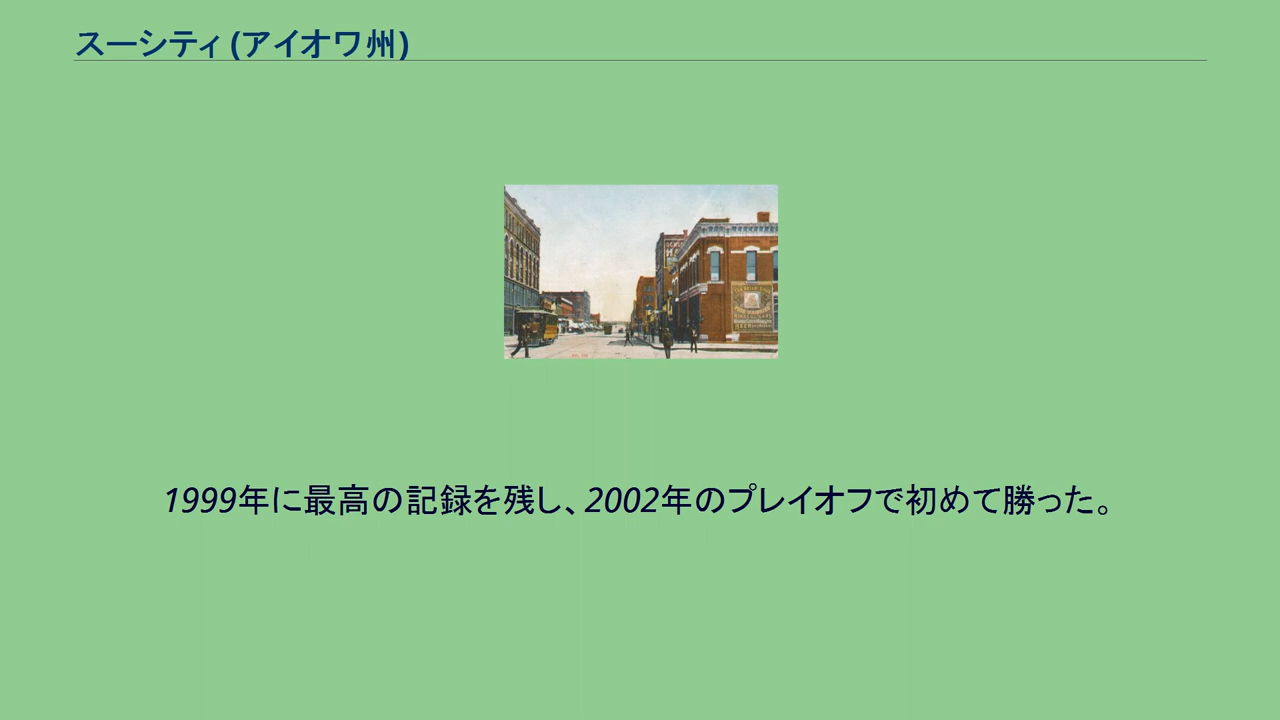 スーシティ (アイオワ州)
1999年に最高の記録を残し、2002年のプレイオフで初めて勝った。